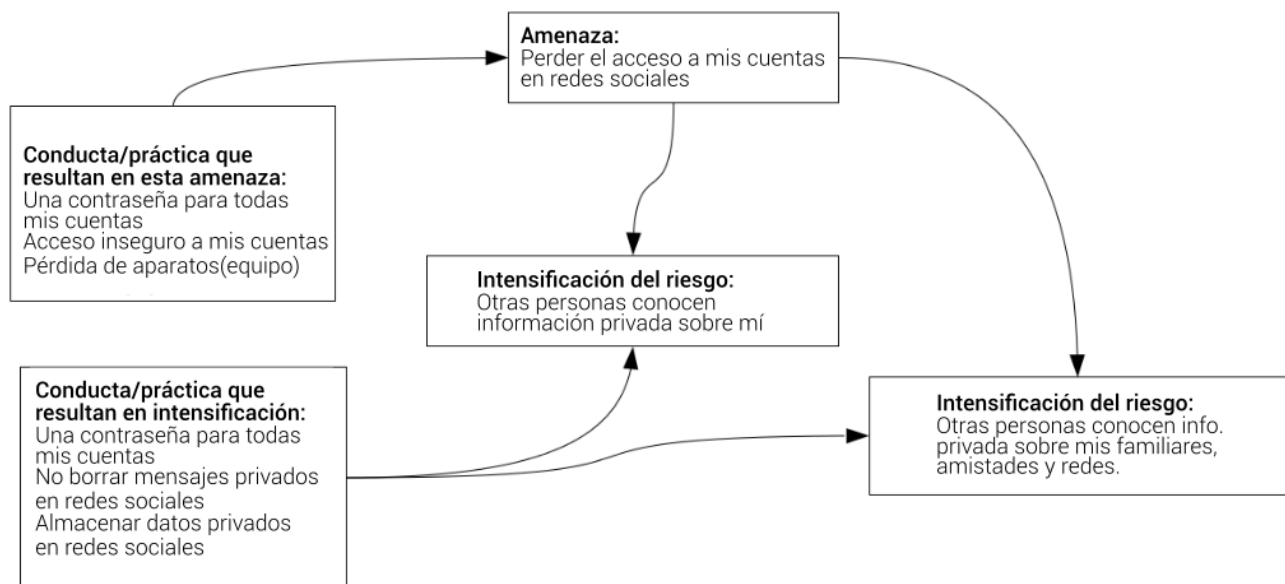 Amenaza:
Perder el acceso a mis cuentas
en redes sociales
Conducta/práctica que
resultan en esta amenaza:
Una contraseña para todas
mis cuentas
Acceso inseguro a mis cuentas
Pérdida de aparatos(equipo)
Intensificación del riesgo:
Otras personas conocen
información privada sobre mí
Conducta/práctica que
resultan en intensificación:
Una contraseña para todas
mis cuentas
No borrar mensajes privados
en redes sociales
Almacenar datos privados
en redes sociales
Intensificación del riesgo:
Otras personas conocen info.
privada sobre mis familiares,
amistades y redes.